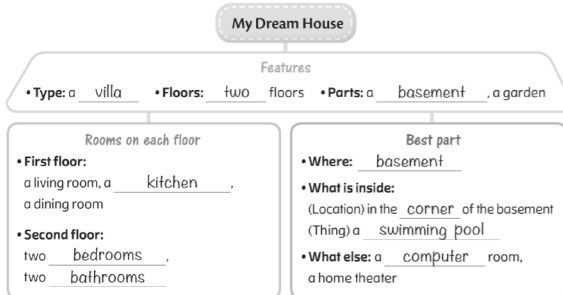 My Dream House
Features
• Type: a villa • Floors: two floors • Parts: a basement, a garden
Rooms on each floor
• First floor:
a living room, a kitchen,
a dining room
• Second floor:
two bedrooms,
two bathrooms
Best part
• Where: basement
• What is inside:
(Location) in the corner of the basement
(Thing) a swimming pool
• What else: a computer room,
a home theater